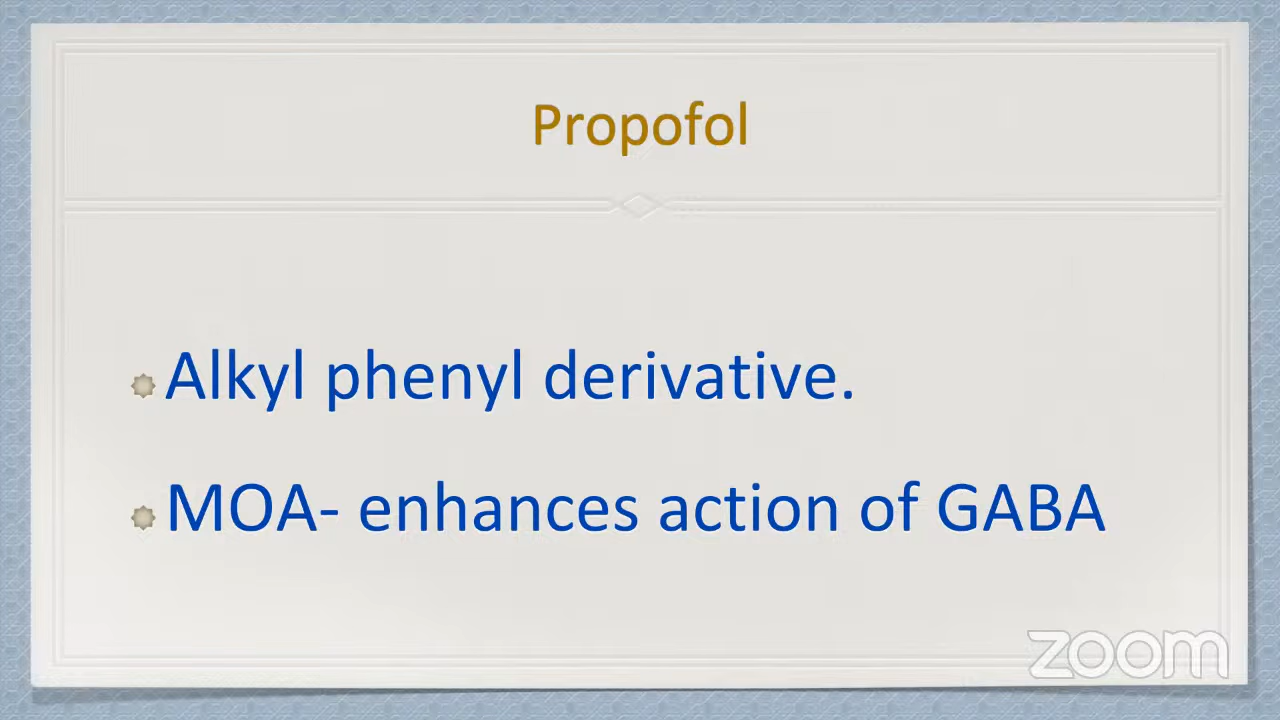 Propofol
Alkyl phenyl derivative.
MOA- enhances action of GABA
zoom